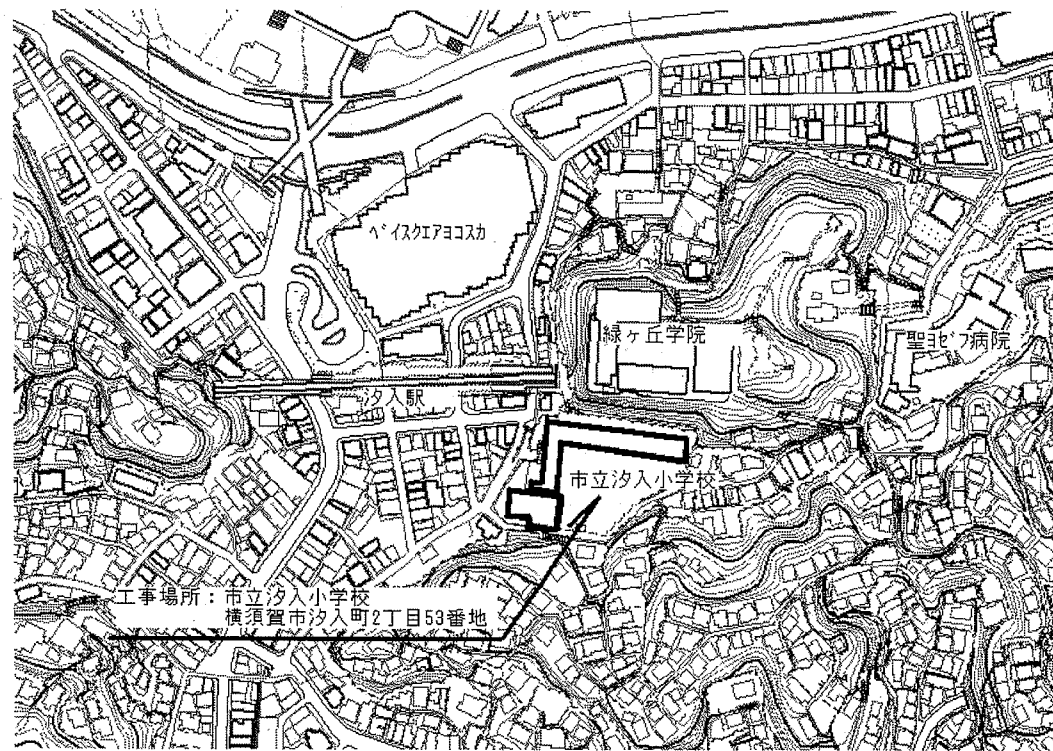 ベイスクエアヨコスカ
緑ヶ丘学院
聖ヨゼフ病院
汐入駅
市立汐入小学校
工事場所：市立汐入小学校
横須賀市汐入町2丁目53番地